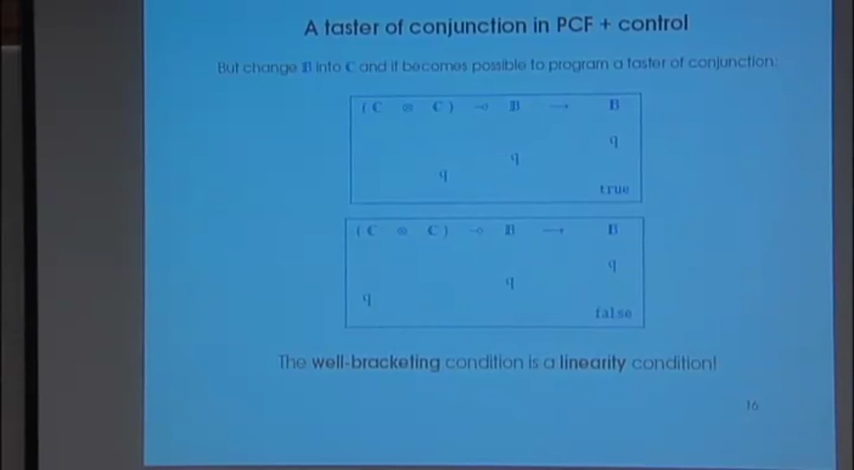 A taster of conjunction in PCF + control
But change 𝔹 into ℂ and it becomes possible to program a taster of conjunction:
( ℂ ⊗ ℂ ) ⊸ 𝔹 ⟶ 𝔹
q
q
q
true
( ℂ ⊗ ℂ ) ⊸ 𝔹 ⟶ 𝔹
q
q
q
false
The well-bracketing condition is a linearity condition!
16